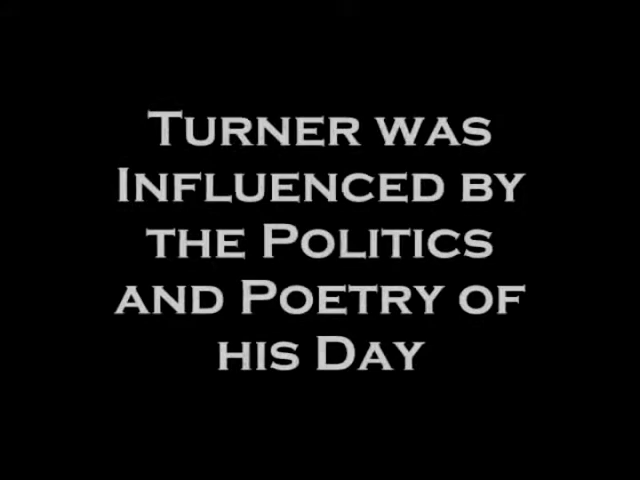 Turner was
Influenced by
the Politics
and Poetry of
his Day